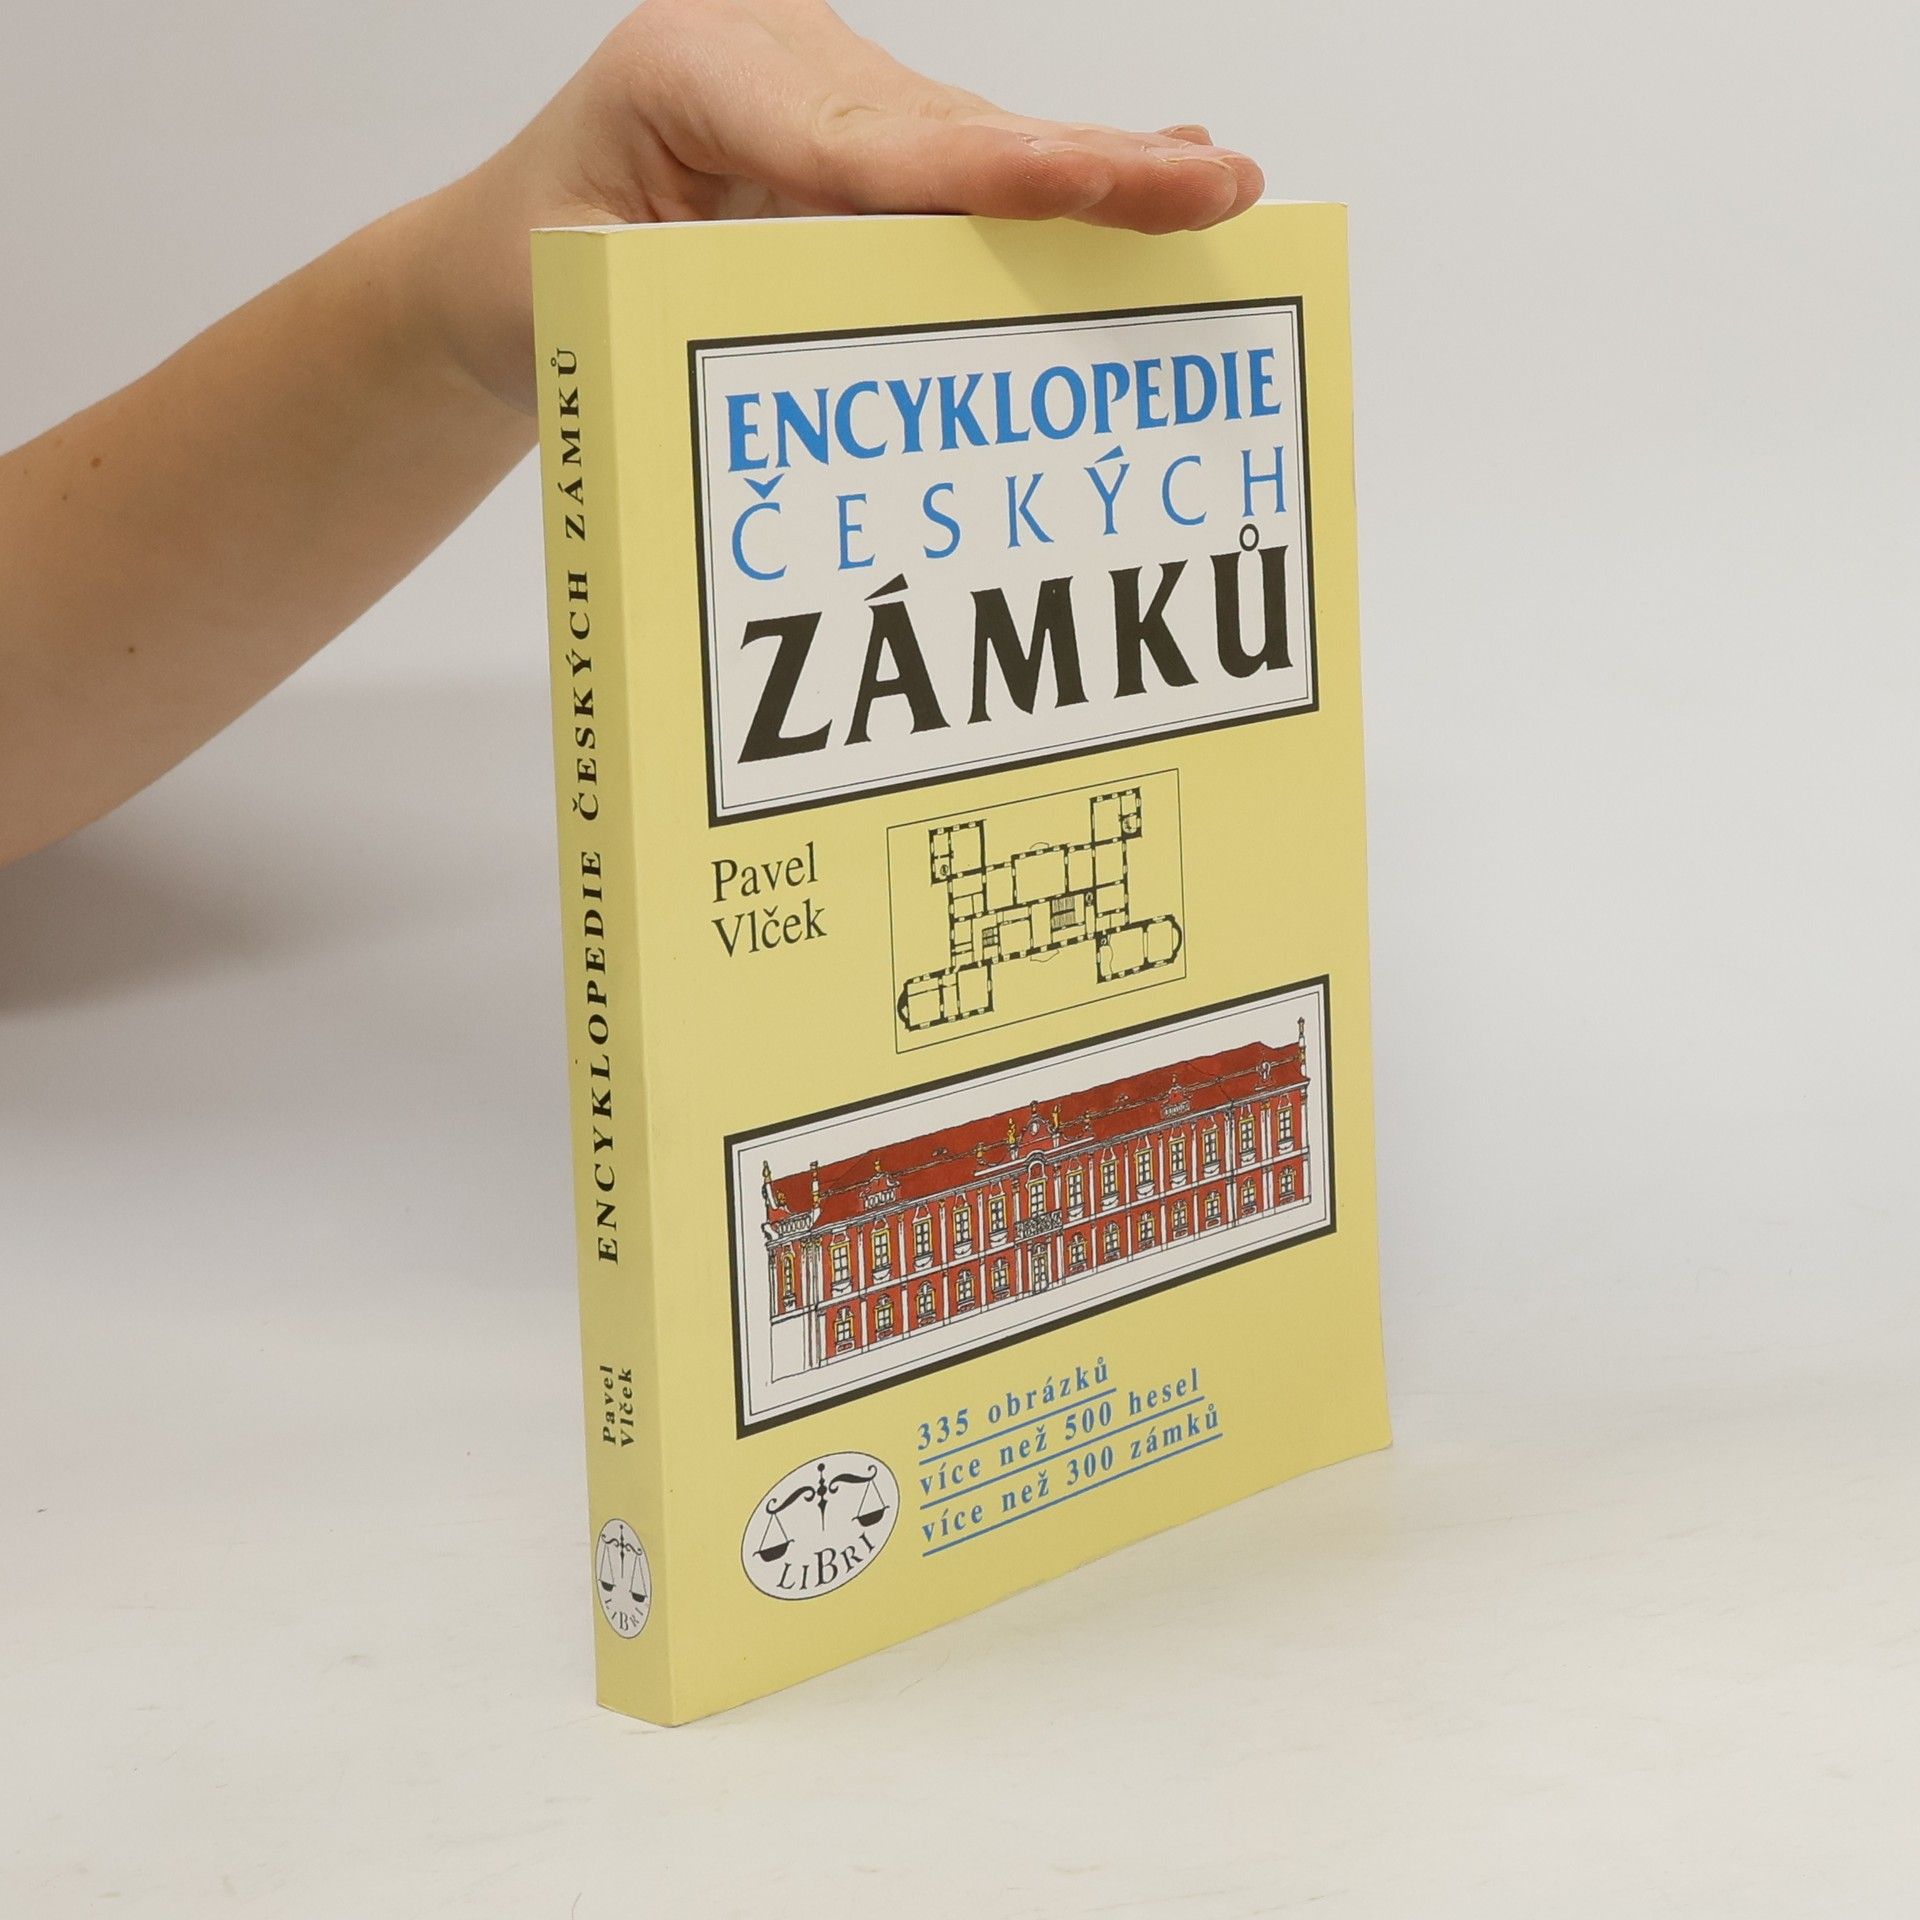 ENCYKLOPEDIE
ČESKÝCH
ZÁMKŮ
Pavel
Vlček
335 obrázků
více než 500 hesel
více než 300 zámků
LIBRI
ENCYKLOPEDIE ČESKÝCH ZÁMKŮ
Pavel
Vlček
LIBRI